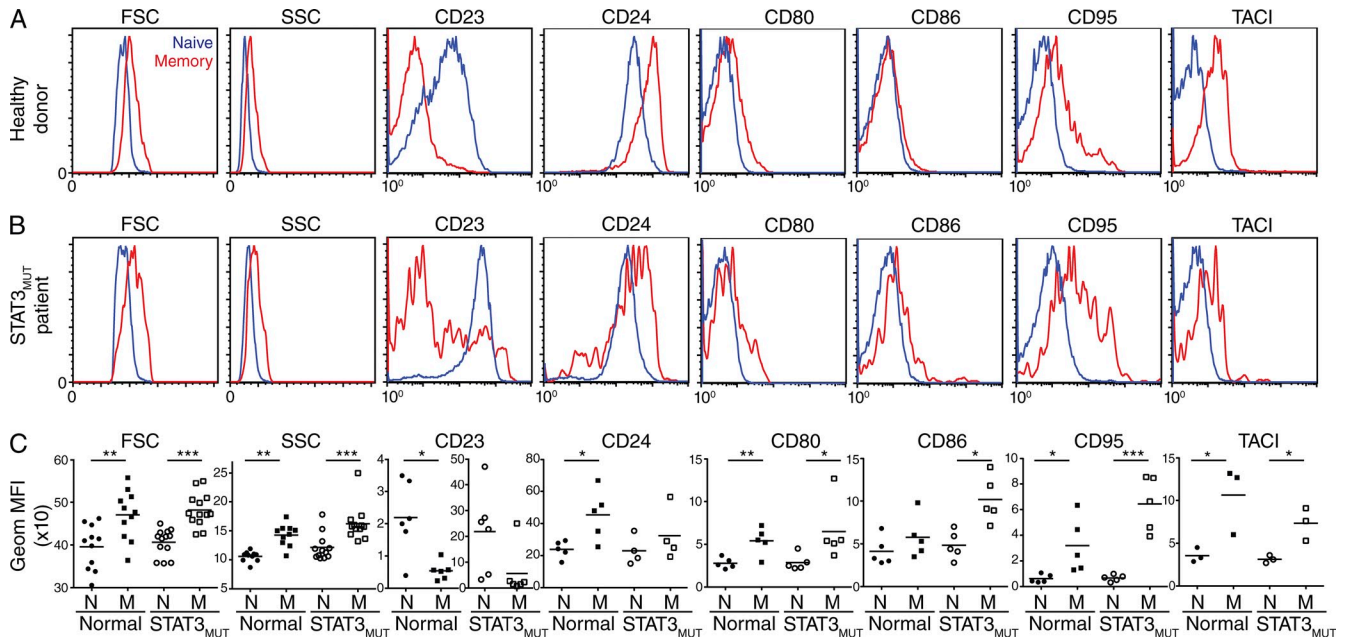 A
FSC SSC CD23 CD24 CD80 CD86 CD95 TACI
Naive
Memory
Healthy
donor
0
0 0 10⁰ 10⁰ 10⁰ 10⁰ 10⁰ 10⁰
B
FSC SSC CD23 CD24 CD80 CD86 CD95 TACI
STAT3MUT
patient
0
0 0 10⁰ 10⁰ 10⁰ 10⁰ 10⁰ 10⁰
C
FSC SSC CD23 CD24 CD80 CD86 CD95 TACI
Geom MFI
(x10)
60 50 40 30
** ***
25 20 15 10 5
** ***
4 3 2 1 0
*
50 40 30 20 10 0
80 60 40 20 0
*
15 10 5 0
** *
15 10 5 0
*
10 8 6 4 2 0
* ***
15 10 5 0
* *
N M N M N M N M N M N M N M N M N M N M N M N M N M N M N M N M
Normal STAT3MUT Normal STAT3MUT Normal STAT3MUT Normal STAT3MUT Normal STAT3MUT Normal STAT3MUT Normal STAT3MUT Normal STAT3MUT